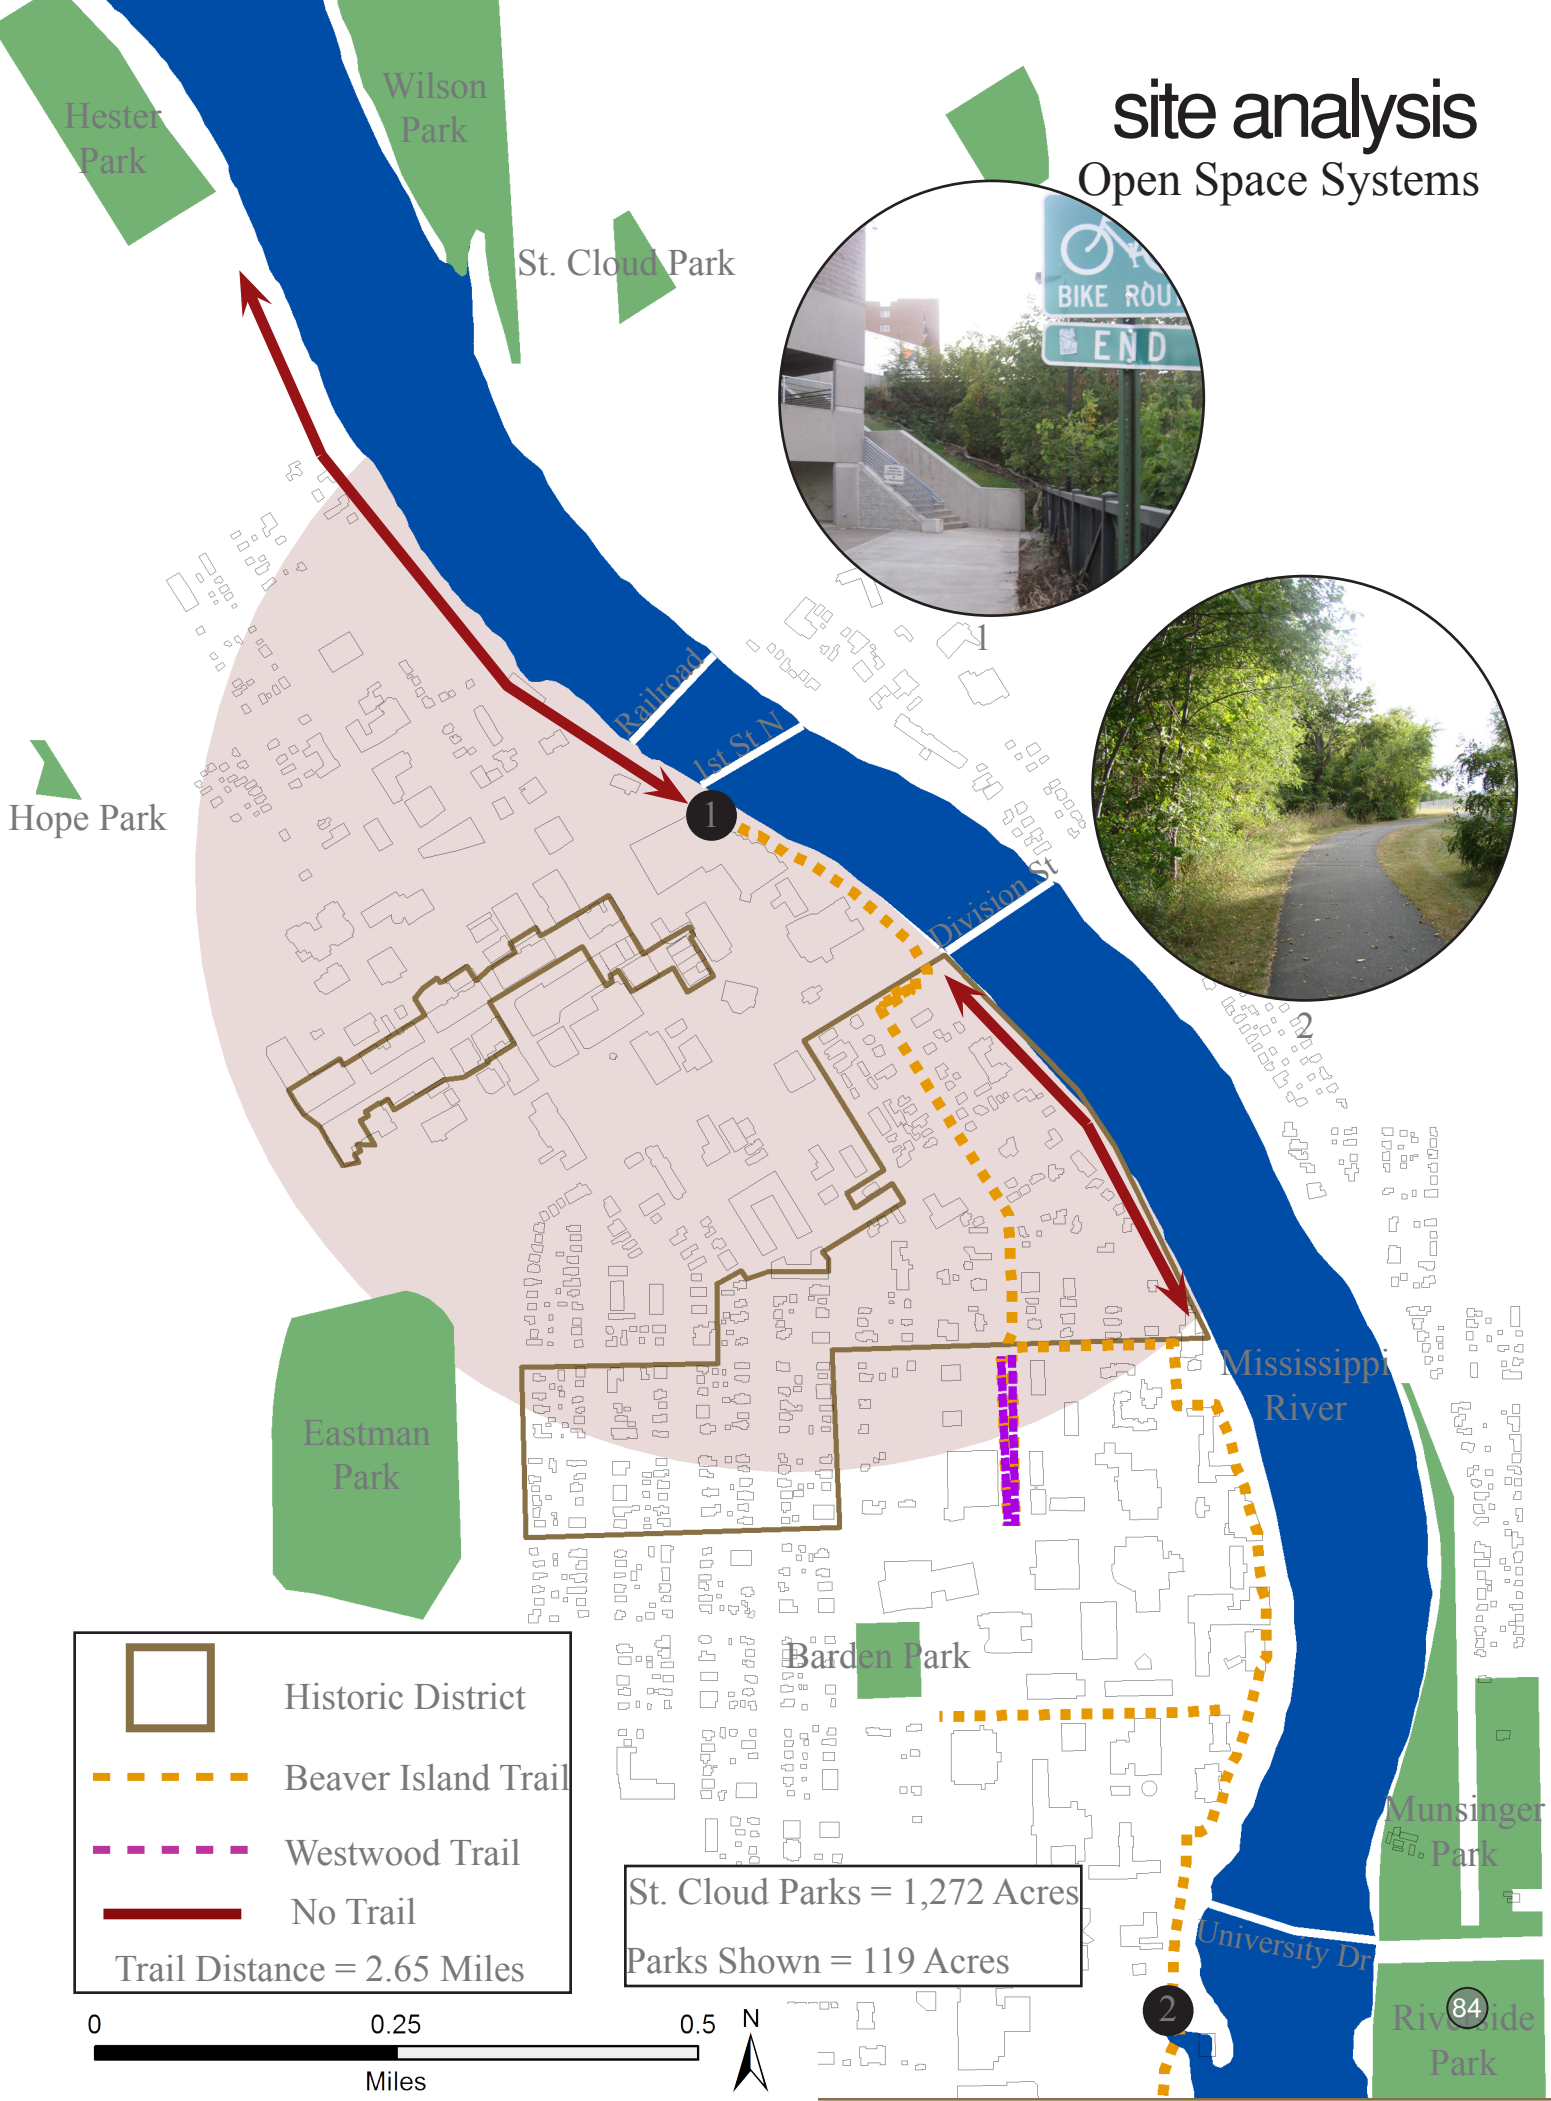 site analysis
Open Space Systems
Hester
Park
Wilson
Park
St. Cloud Park
BIKE ROU
END
1
Railroad
1st St N
1
Hope Park
Division St
2
Mississippi
River
Eastman
Park
Barden Park
Historic District
Beaver Island Trail
Westwood Trail
No Trail
Trail Distance = 2.65 Miles
St. Cloud Parks = 1,272 Acres
Parks Shown = 119 Acres
Munsinger
Park
University Dr
2
Riverside
Park
84
0 0.25 0.5
Miles
N